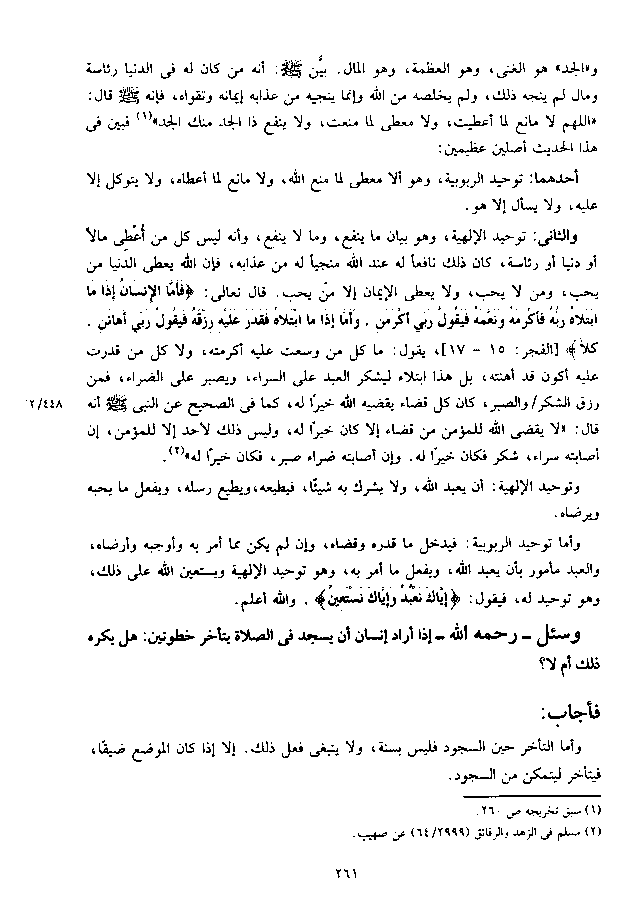 و«الجد» هو الغنى، وهو العظمة، وهو المال. بيَّن ﷺ: أنه من كان له فى الدنيا رئاسة
ومال لم ينجه ذلك، ولم يخلصه من الله وإنما ينجيه من عذابه إيمانه وتقواه، فإنه ﷺ قال:
«اللهم لا مانع لما أعطيت، ولا معطى لما منعت، ولا ينفع ذا الجد منك الجد»(١) فبين فى
هذا الحديث أصلين عظيمين:
أحدهما: توحيد الربوبية، وهو ألا معطى لما منع الله، ولا مانع لما أعطاه، ولا يتوكل إلا
عليه، ولا يسأل إلا هو.
والثانى: توحيد الإلهية، وهو بيان ما ينفع، وما لا ينفع، وأنه ليس كل من أُعْطِى مالاً
أو دنيا أو رئاسة، كان ذلك نافعاً له عند الله منجياً له من عذابه، فإن الله يعطى الدنيا من
يحب، ومن لا يحب، ولا يعطى الإيمان إلا منْ يحب. قال تعالى: ﴿فَأَمَّا الإِنسَانُ إِذَا مَا
ابْتَلاهُ رَبُّهُ فَأَكْرَمَهُ وَنَعَّمَهُ فَيَقُولُ رَبِّي أَكْرَمَنِ . وَأَمَّا إِذَا مَا ابْتَلاهُ فَقَدَرَ عَلَيْهِ رِزْقَهُ فَيَقُولُ رَبِّي أَهَانَنِ .
كَلاَّ﴾ [الفجر: ١٥ – ١٧]، يقول: ما كل من وسعت عليه أكرمته، ولا كل من قدرت
عليه أكون قد أهنته، بل هذا ابتلاء ليشكر العبد على السراء، ويصبر على الضراء، فمن
رزق الشكر/ والصبر، كان كل قضاء يقضيه الله خيرًا له، كما فى الصحيح عن النبى ﷺ أنه
٢/٤٤٨
قال: «لا يقضى الله للمؤمن من قضاء إلا كان خيرًا له، وليس ذلك لأحد إلا للمؤمن، إن
أصابته سراء، شكر فكان خيرًا له. وإن أصابته ضراء صبر، فكان خيرًا له»(٢).
وتوحيد الإلهية: أن يعبد الله، ولا يشرك به شيئًا، فيطيعه، ويطيع رسله، ويفعل ما يحبه
ويرضاه.
وأما توحيد الربوبية: فيدخل ما قدره وقضاه، وإن لم يكن مما أمر به وأوجبه وأرضاه،
والعبد مأمور بأن يعبد الله، ويفعل ما أمر به، وهو توحيد الإلهية ويستعين الله على ذلك،
وهو توحيد له، فيقول: ﴿إِيَّاكَ نَعْبُدُ وَإِيَّاكَ نَسْتَعِينُ﴾ . والله أعلم.
وسئل – رحمه الله – إذا أراد إنسان أن يسجد فى الصلاة يتأخر خطوتين: هل يكره
ذلك أم لا؟
فأجاب:
وأما التأخر حين السجود فليس بسنة، ولا ينبغى فعل ذلك. إلا إذا كان الموضع ضيقًا،
فيتأخر ليتمكن من السجود.
(١) سبق تخريجه ص ٢٦٠.
(٢) مسلم فى الزهد والرقائق (٦٤/٢٩٩٩) عن صهيب.
٢٦١